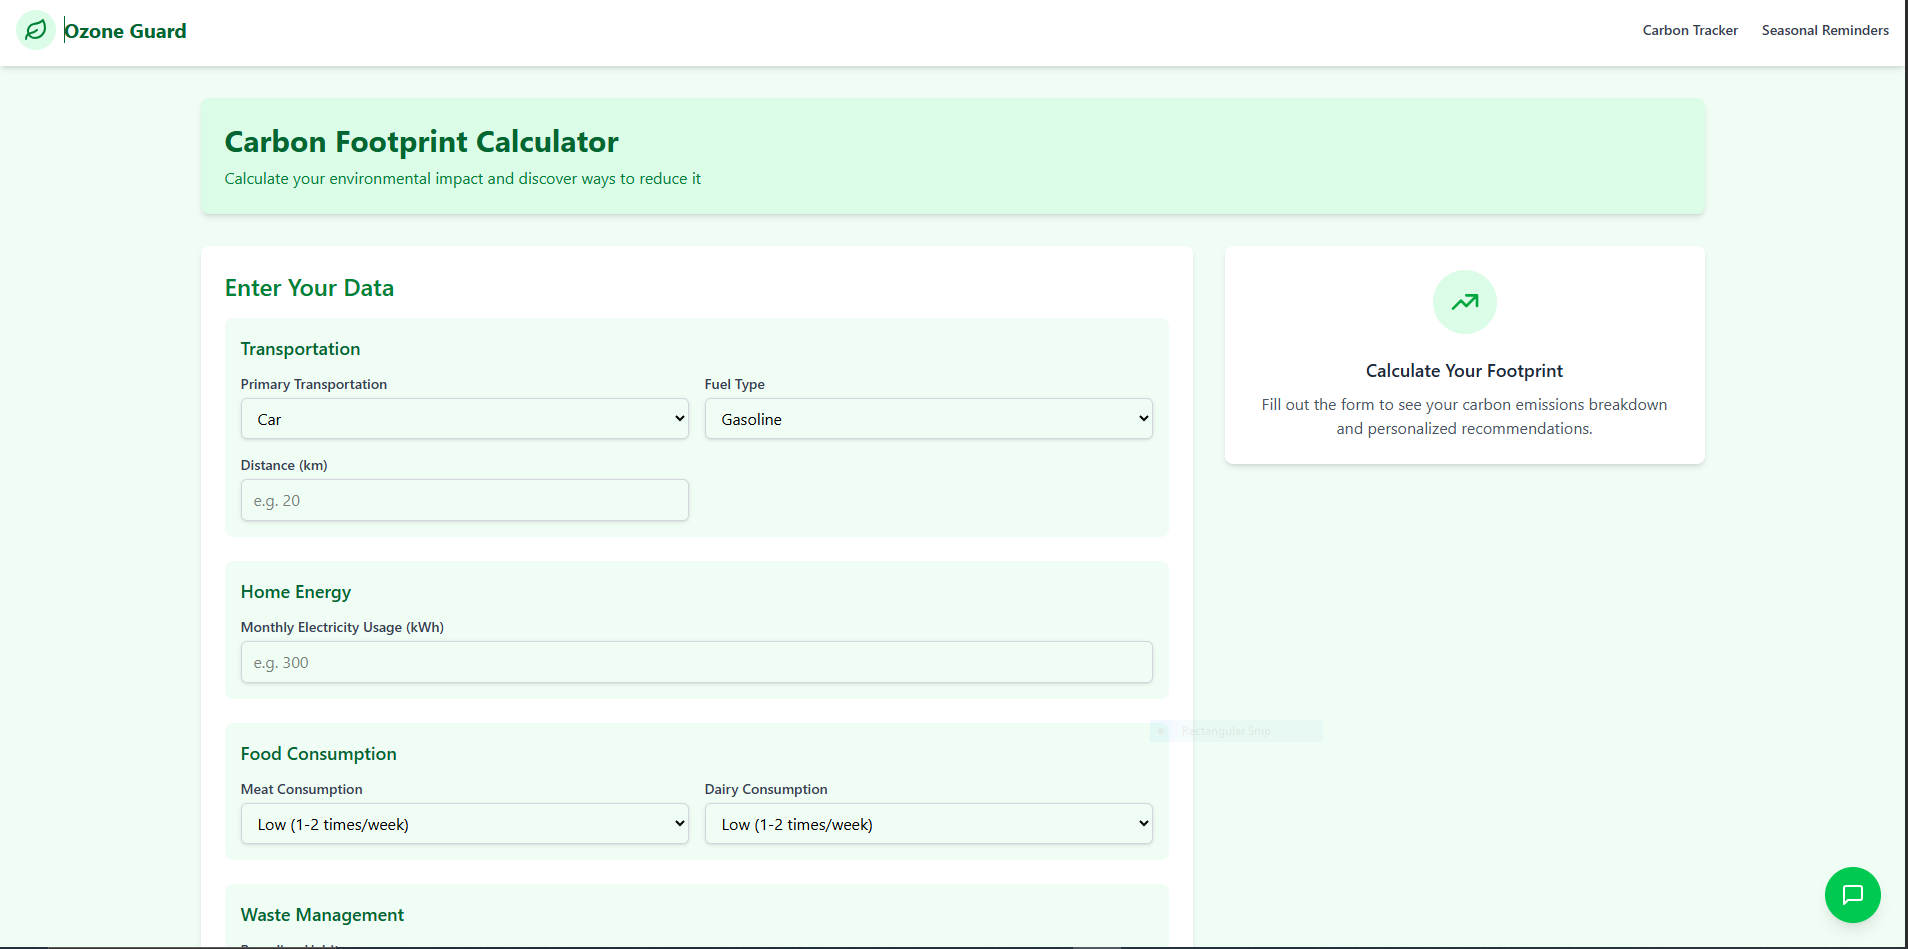 Ozone Guard
Carbon Tracker
Seasonal Reminders
Carbon Footprint Calculator
Calculate your environmental impact and discover ways to reduce it
Enter Your Data
Transportation
Primary Transportation
Fuel Type
Car
Gasoline
Distance (km)
e.g. 20
Home Energy
Monthly Electricity Usage (kWh)
e.g. 300
Food Consumption
Meat Consumption
Dairy Consumption
Low (1-2 times/week)
Low (1-2 times/week)
Waste Management
Calculate Your Footprint
Fill out the form to see your carbon emissions breakdown
and personalized recommendations.
Rectangular Snip